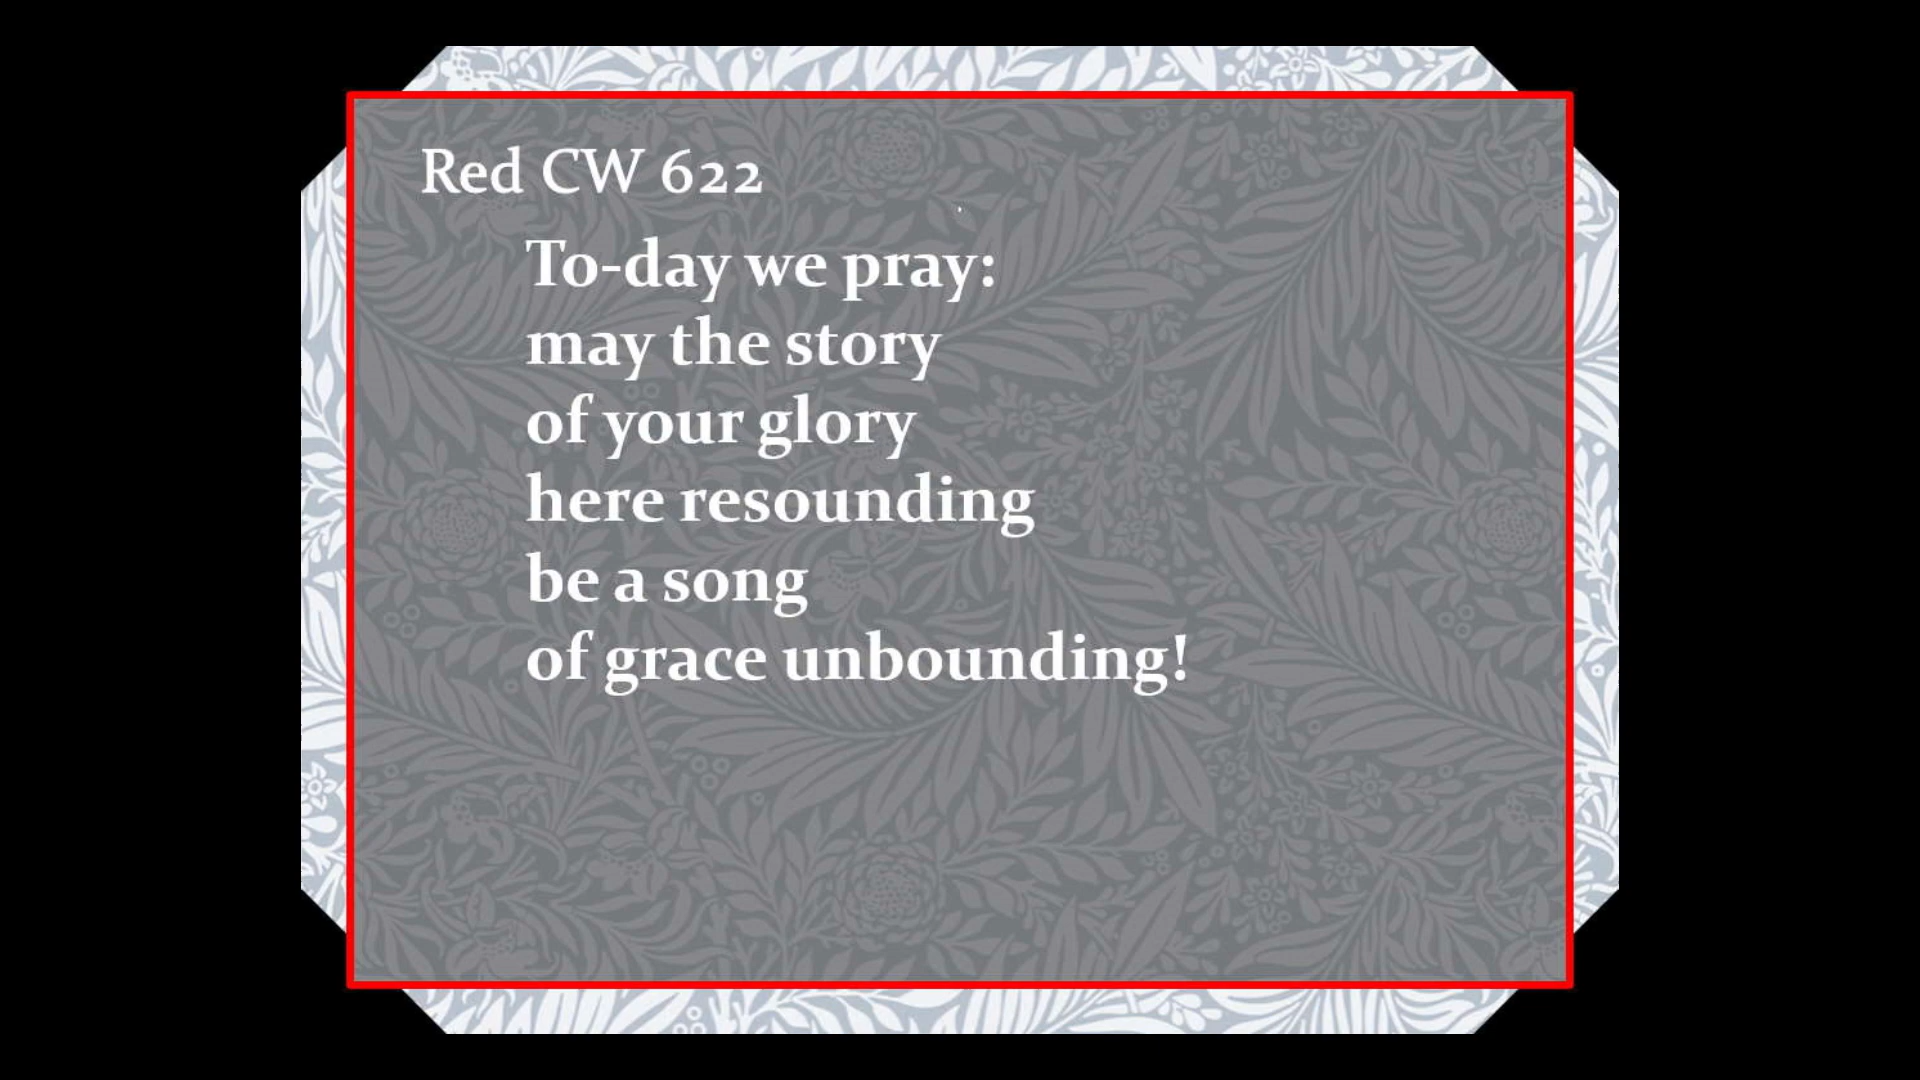 Red CW 622
To-day we pray:
may the story
of your glory
here resounding
be a song
of grace unbounding!